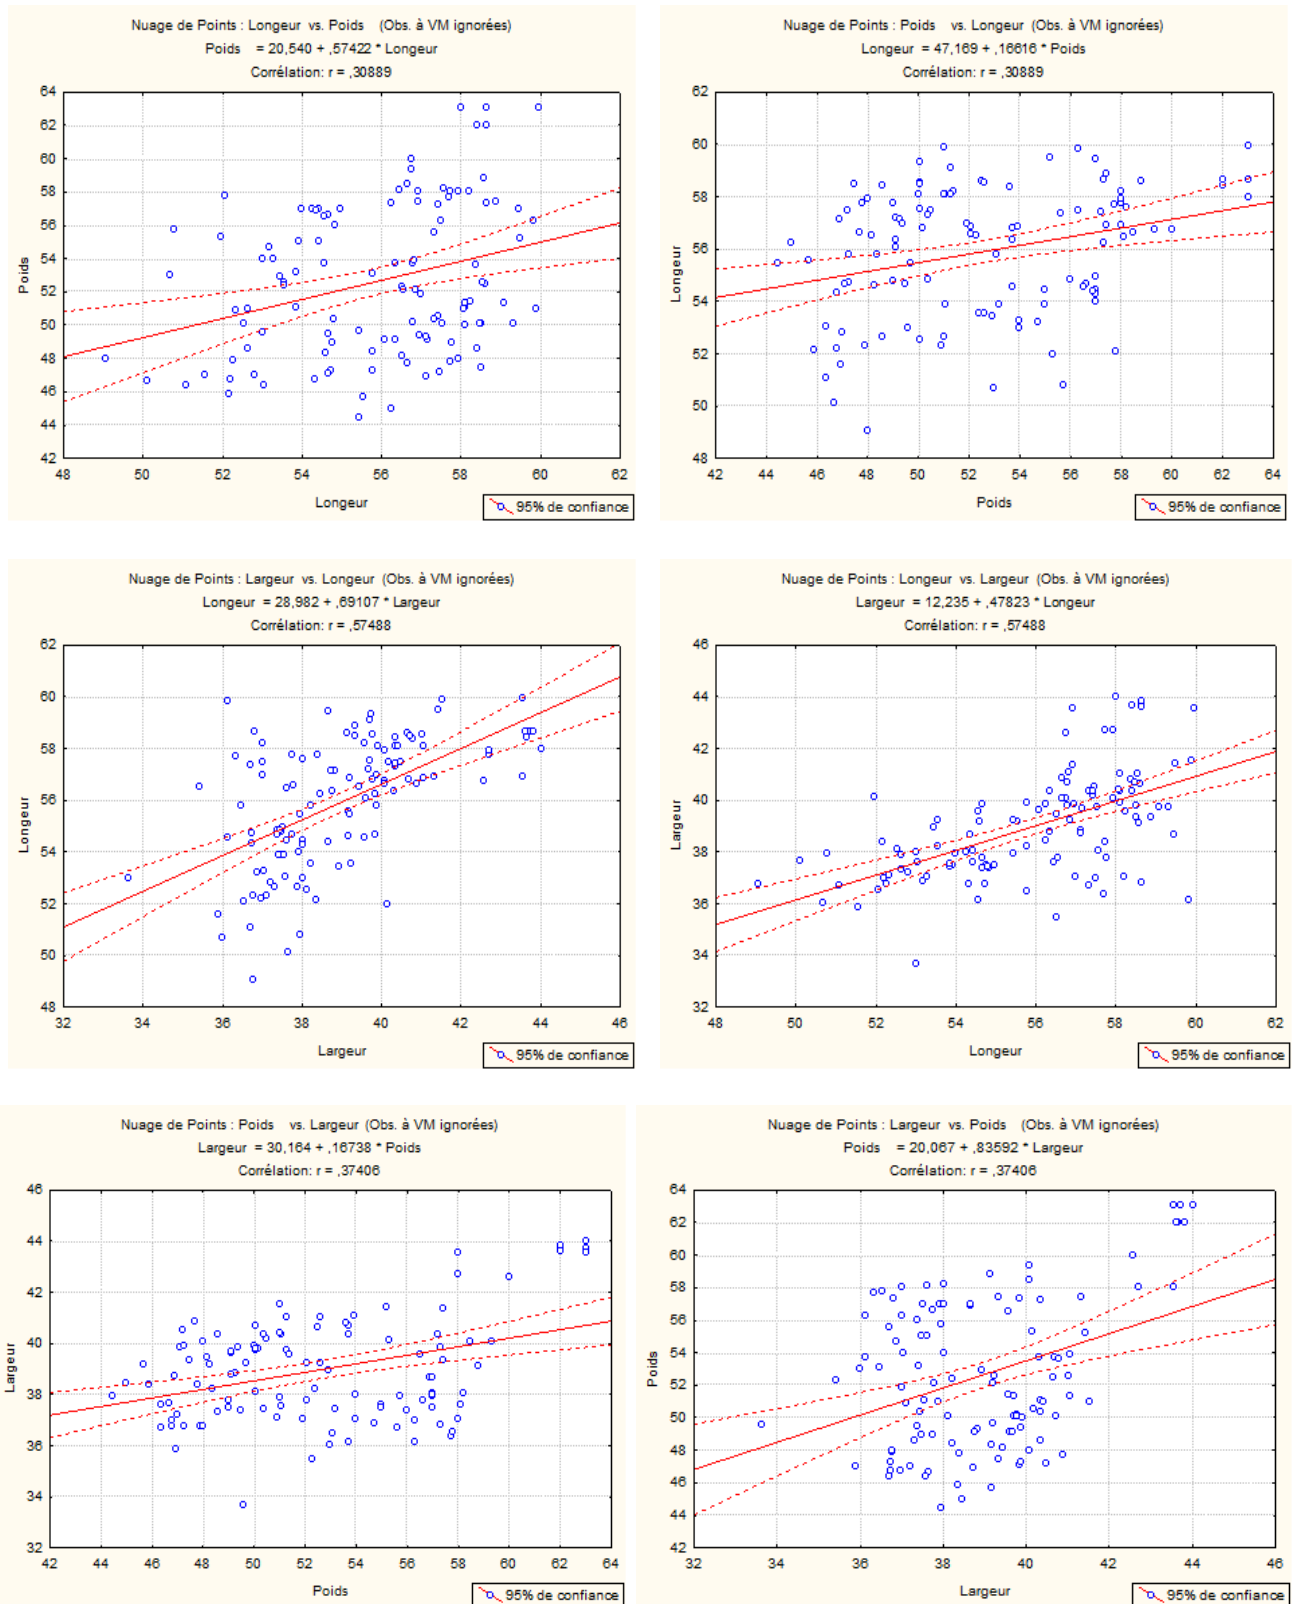 Nuage de Points : Longeur vs. Poids (Obs. à VM ignorées)
Poids = 20,540 + ,57422 * Longeur
Corrélation: r = ,30889
64
62
60
58
56
54
52
50
48
46
44
42
Poids
48 50 52 54 56 58 60 62
Longeur
95% de confiance
Nuage de Points : Poids vs. Longeur (Obs. à VM ignorées)
Longeur = 47,169 + ,16616 * Poids
Corrélation: r = ,30889
62
60
58
56
54
52
50
48
Longeur
42 44 46 48 50 52 54 56 58 60 62 64
Poids
95% de confiance
Nuage de Points : Largeur vs. Longeur (Obs. à VM ignorées)
Longeur = 28,982 + ,69107 * Largeur
Corrélation: r = ,57488
62
60
58
56
54
52
50
48
Longeur
32 34 36 38 40 42 44 46
Largeur
95% de confiance
Nuage de Points : Longeur vs. Largeur (Obs. à VM ignorées)
Largeur = 12,235 + ,47823 * Longeur
Corrélation: r = ,57488
46
44
42
40
38
36
34
32
Largeur
48 50 52 54 56 58 60 62
Longeur
95% de confiance
Nuage de Points : Poids vs. Largeur (Obs. à VM ignorées)
Largeur = 30,164 + ,16738 * Poids
Corrélation: r = ,37406
46
44
42
40
38
36
34
32
Largeur
42 44 46 48 50 52 54 56 58 60 62 64
Poids
95% de confiance
Nuage de Points : Largeur vs. Poids (Obs. à VM ignorées)
Poids = 20,067 + ,83592 * Largeur
Corrélation: r = ,37406
64
62
60
58
56
54
52
50
48
46
44
42
Poids
32 34 36 38 40 42 44 46
Largeur
95% de confiance